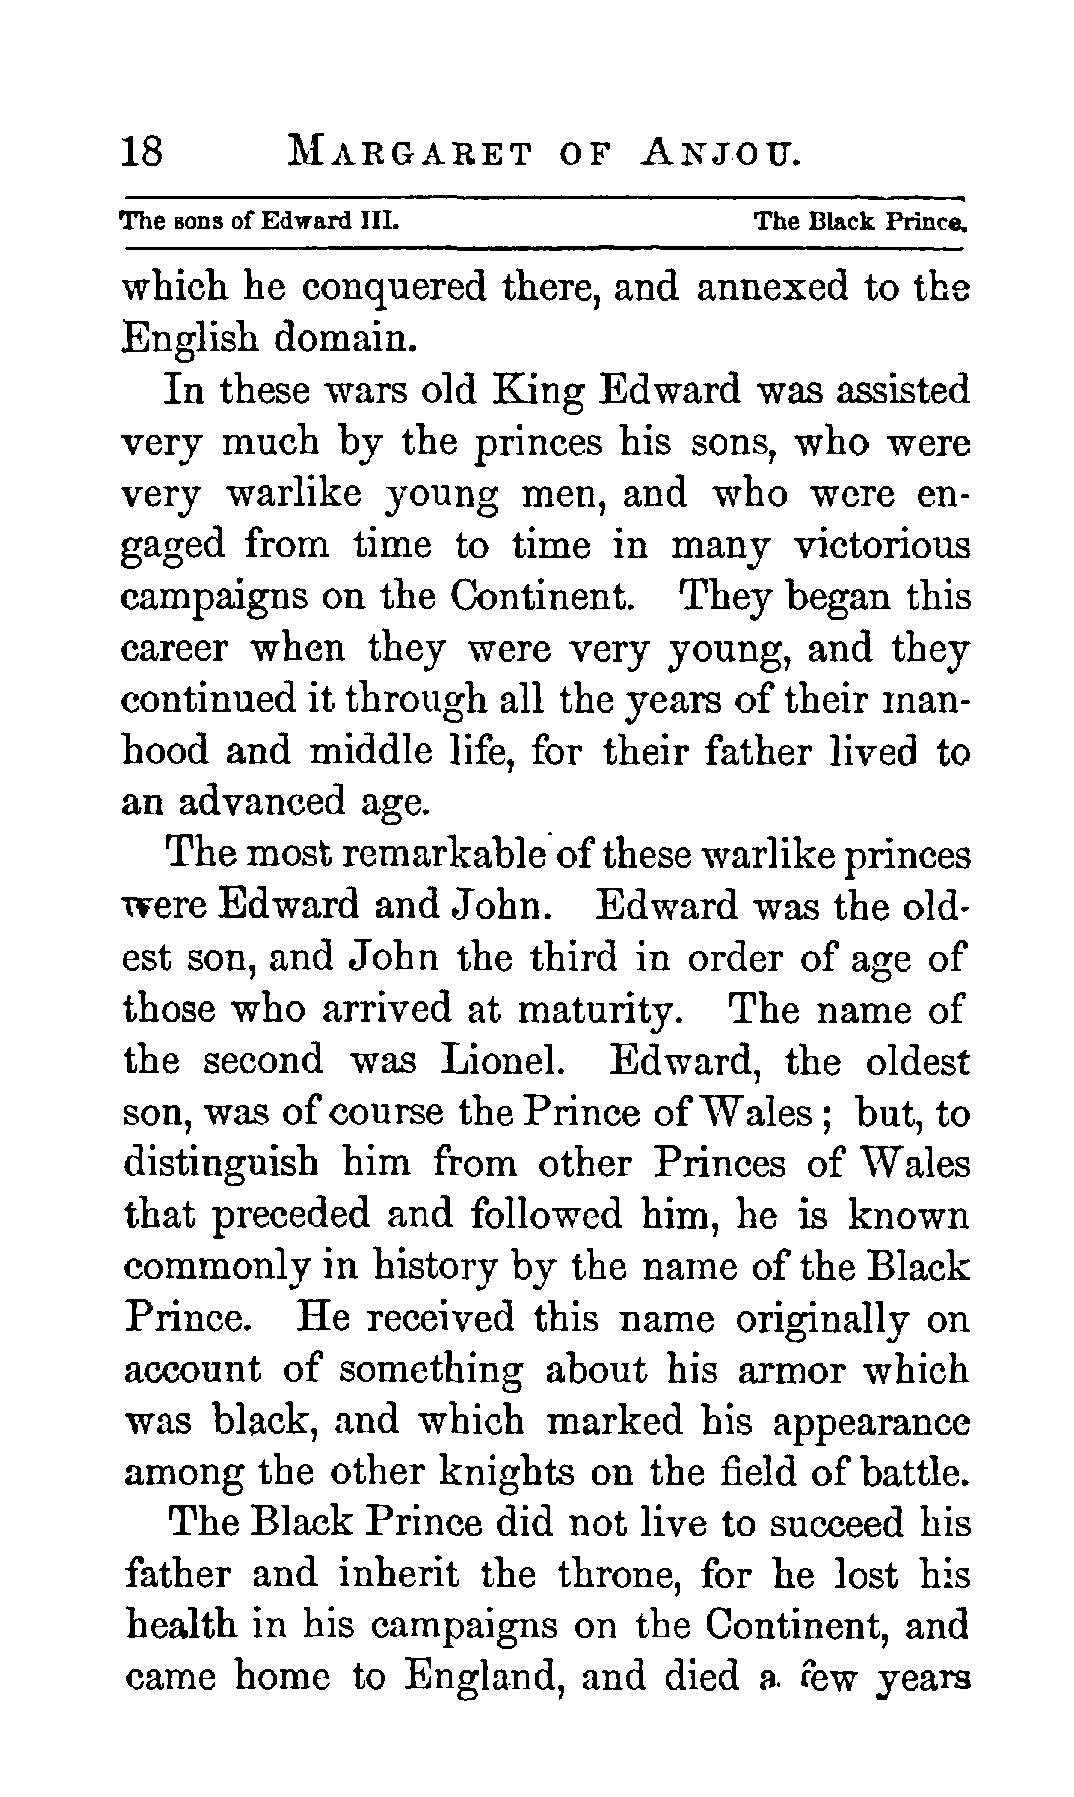 18 MARGARET OF ANJOU.
The sons of Edward III. The Black Prince.
which he conquered there, and annexed to the
English domain.
In these wars old King Edward was assisted
very much by the princes his sons, who were
very warlike young men, and who were en-
gaged from time to time in many victorious
campaigns on the Continent. They began this
career when they were very young, and they
continued it through all the years of their man-
hood and middle life, for their father lived to
an advanced age.
The most remarkable of these warlike princes
were Edward and John. Edward was the old-
est son, and John the third in order of age of
those who arrived at maturity. The name of
the second was Lionel. Edward, the oldest
son, was of course the Prince of Wales; but, to
distinguish him from other Princes of Wales
that preceded and followed him, he is known
commonly in history by the name of the Black
Prince. He received this name originally on
account of something about his armor which
was black, and which marked his appearance
among the other knights on the field of battle.
The Black Prince did not live to succeed his
father and inherit the throne, for he lost his
health in his campaigns on the Continent, and
came home to England, and died a few years